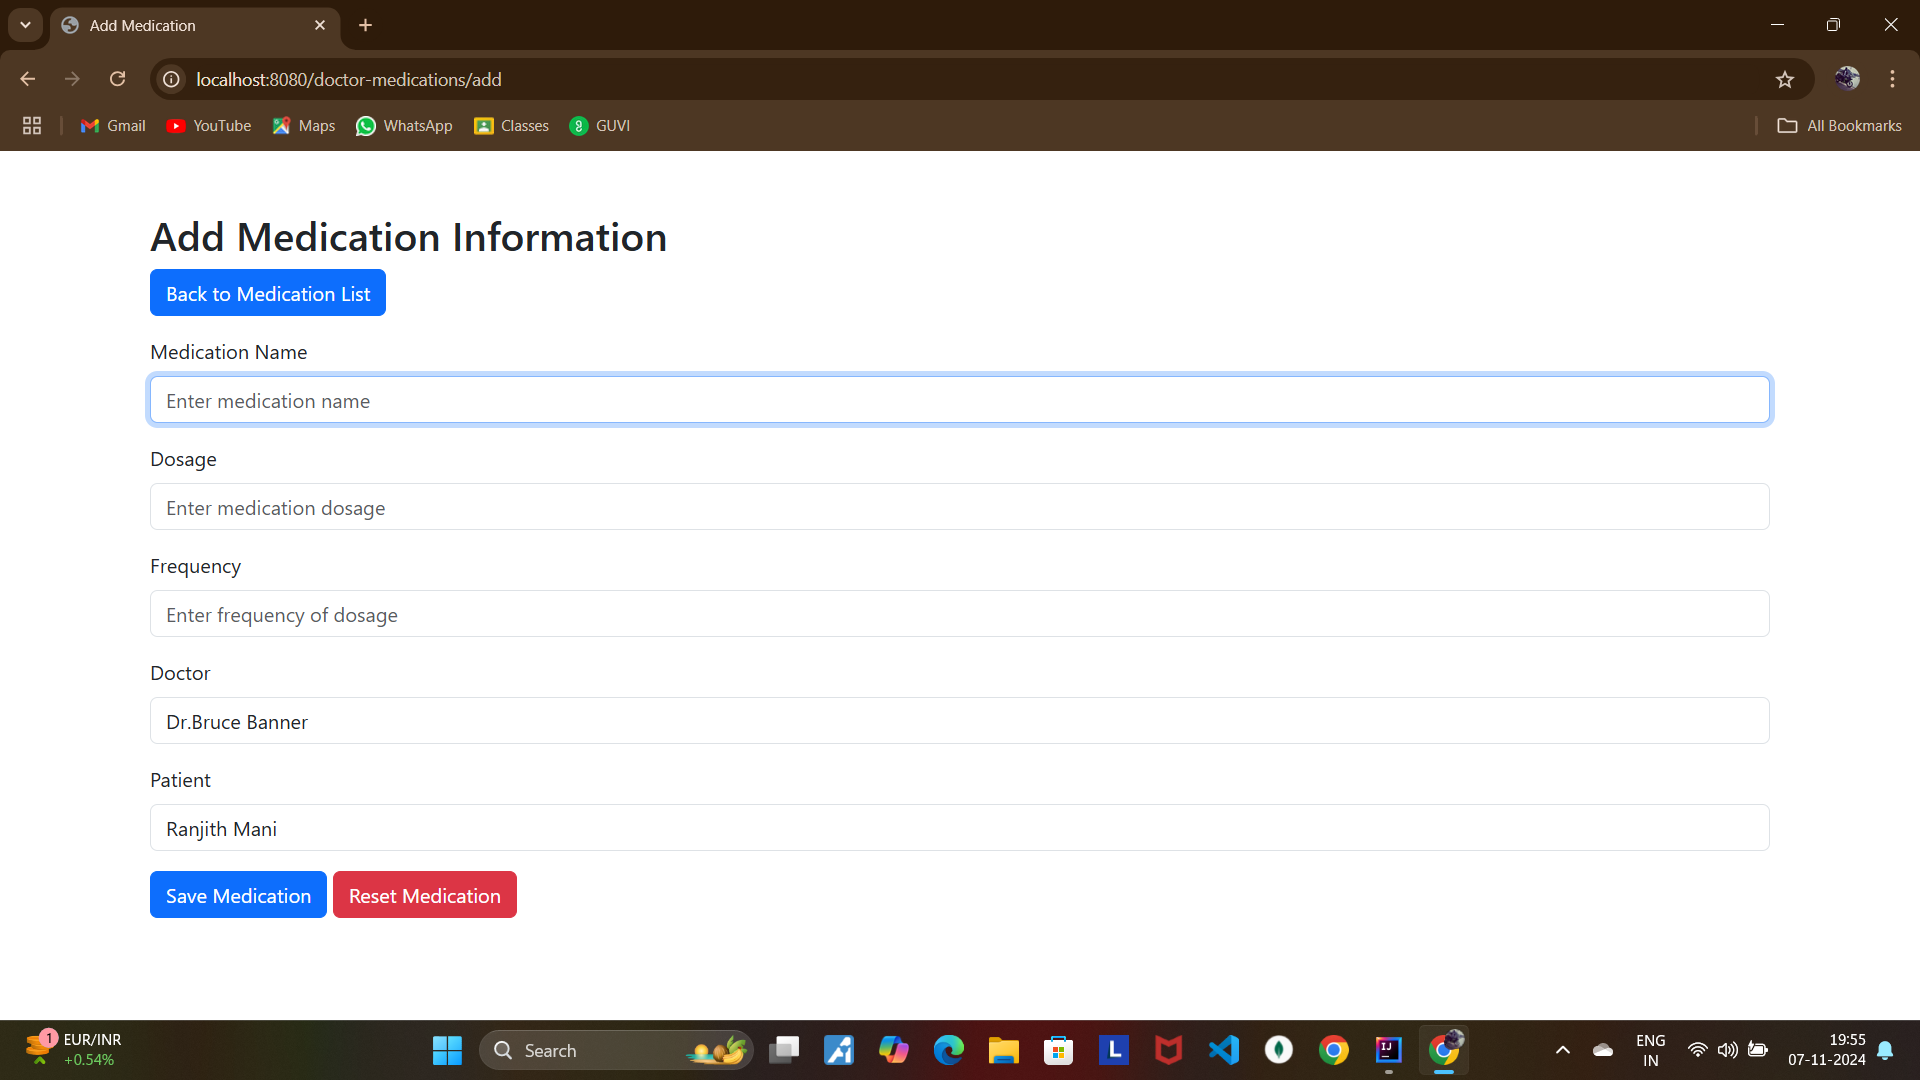 Add Medication
localhost:8080/doctor-medications/add
Gmail
YouTube
Maps
WhatsApp
Classes
GUVI
All Bookmarks
Add Medication Information
Back to Medication List
Medication Name
Enter medication name
Dosage
Enter medication dosage
Frequency
Enter frequency of dosage
Doctor
Dr.Bruce Banner
Patient
Ranjith Mani
Save Medication
Reset Medication
1
EUR/INR
+0.54%
Search
L
IJ
ENG
IN
19:55
07-11-2024